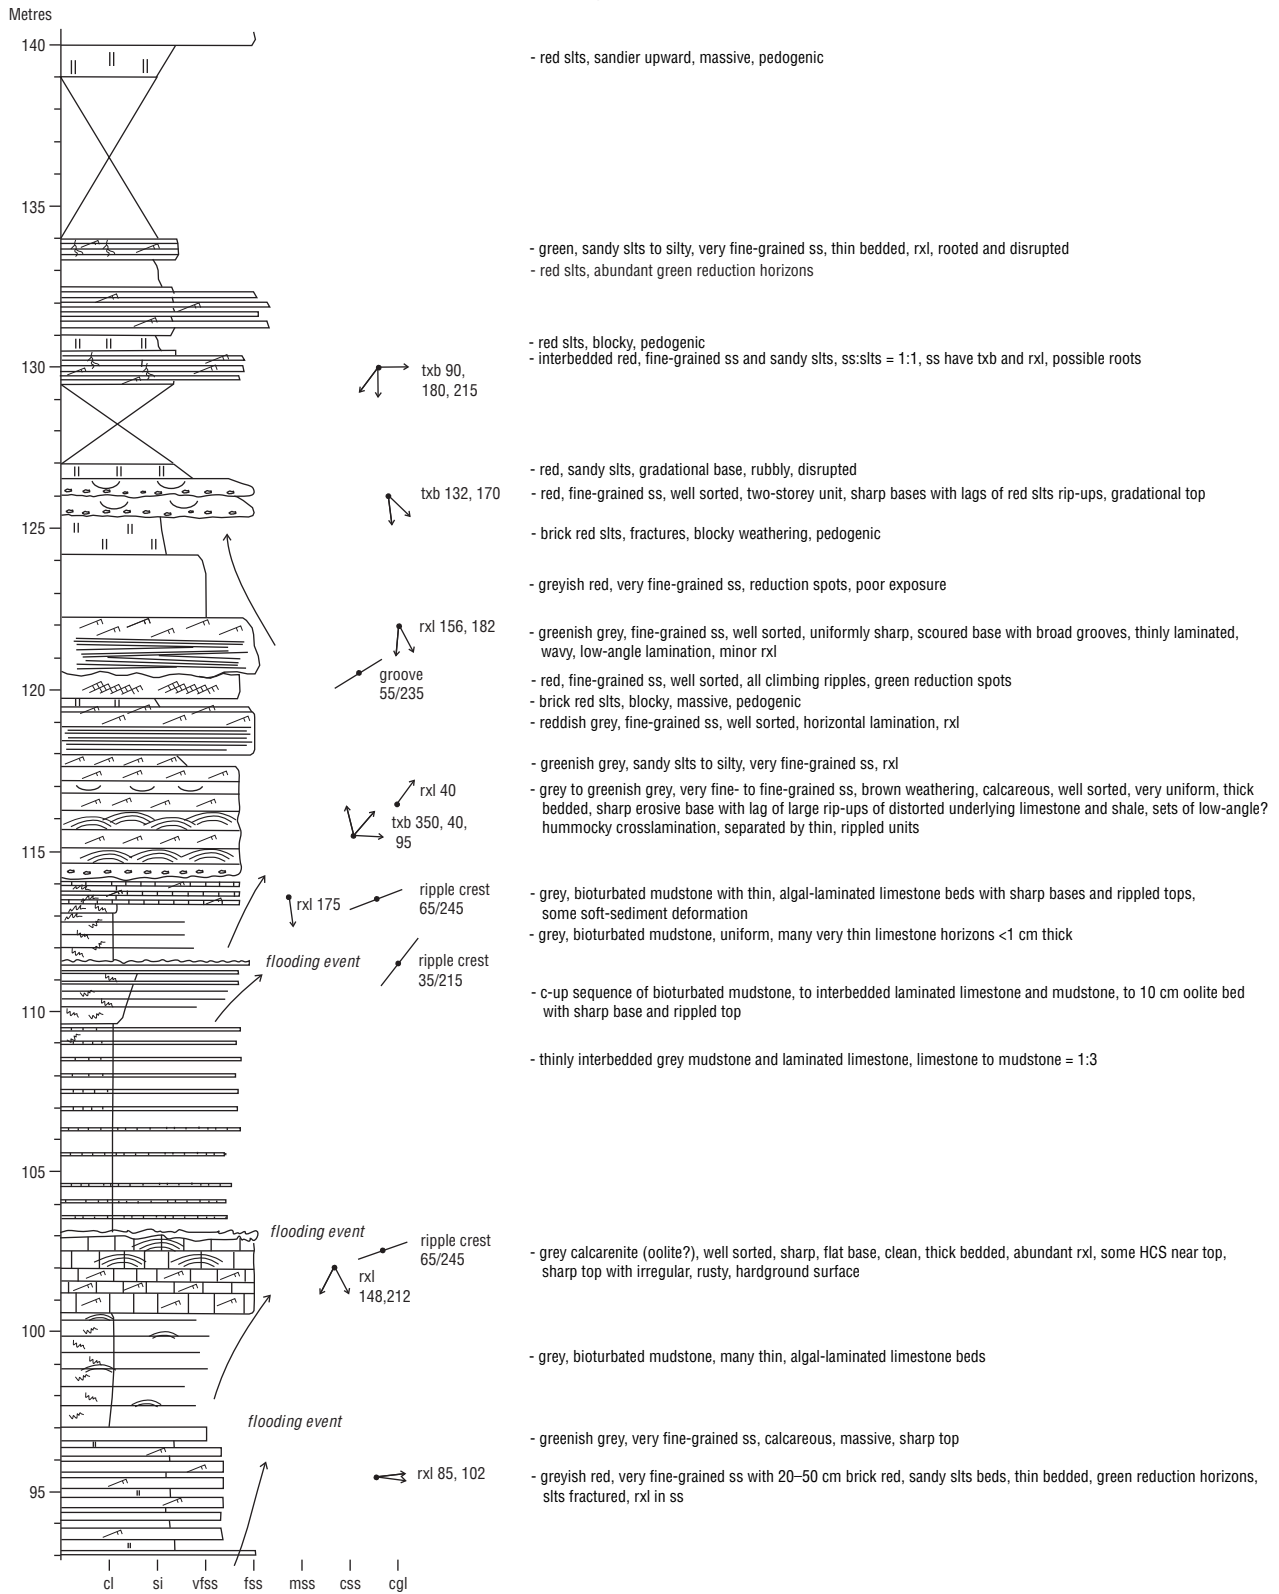 Metres
140
- red slts, sandier upward, massive, pedogenic
135
- green, sandy slts to silty, very fine-grained ss, thin bedded, rxl, rooted and disrupted
- red slts, abundant green reduction horizons
- red slts, blocky, pedogenic
- interbedded red, fine-grained ss and sandy slts, ss:slts = 1:1, ss have txb and rxl, possible roots
130
txb 90,
180, 215
- red, sandy slts, gradational base, rubbly, disrupted
txb 132, 170
- red, fine-grained ss, well sorted, two-storey unit, sharp bases with lags of red slts rip-ups, gradational top
125
- brick red slts, fractures, blocky weathering, pedogenic
- greyish red, very fine-grained ss, reduction spots, poor exposure
rxl 156, 182
- greenish grey, fine-grained ss, well sorted, uniformly sharp, scoured base with broad grooves, thinly laminated,
wavy, low-angle lamination, minor rxl
groove
55/235
- red, fine-grained ss, well sorted, all climbing ripples, green reduction spots
120
- brick red slts, blocky, massive, pedogenic
- reddish grey, fine-grained ss, well sorted, horizontal lamination, rxl
- greenish grey, sandy slts to silty, very fine-grained ss, rxl
rxl 40
- grey to greenish grey, very fine- to fine-grained ss, brown weathering, calcareous, well sorted, very uniform, thick
bedded, sharp erosive base with lag of large rip-ups of distorted underlying limestone and shale, sets of low-angle?
hummocky crosslamination, separated by thin, rippled units
txb 350, 40,
95
115
ripple crest
65/245
rxl 175
- grey, bioturbated mudstone with thin, algal-laminated limestone beds with sharp bases and rippled tops,
some soft-sediment deformation
- grey, bioturbated mudstone, uniform, many very thin limestone horizons <1 cm thick
flooding event
ripple crest
35/215
- c-up sequence of bioturbated mudstone, to interbedded laminated limestone and mudstone, to 10 cm oolite bed
with sharp base and rippled top
110
- thinly interbedded grey mudstone and laminated limestone, limestone to mudstone = 1:3
105
flooding event
ripple crest
65/245
- grey calcarenite (oolite?), well sorted, sharp, flat base, clean, thick bedded, abundant rxl, some HCS near top,
sharp top with irregular, rusty, hardground surface
rxl
148,212
100
- grey, bioturbated mudstone, many thin, algal-laminated limestone beds
flooding event
- greenish grey, very fine-grained ss, calcareous, massive, sharp top
rxl 85, 102
- greyish red, very fine-grained ss with 20–50 cm brick red, sandy slts beds, thin bedded, green reduction horizons,
slts fractured, rxl in ss
95
cl si vfss fss mss css cgl